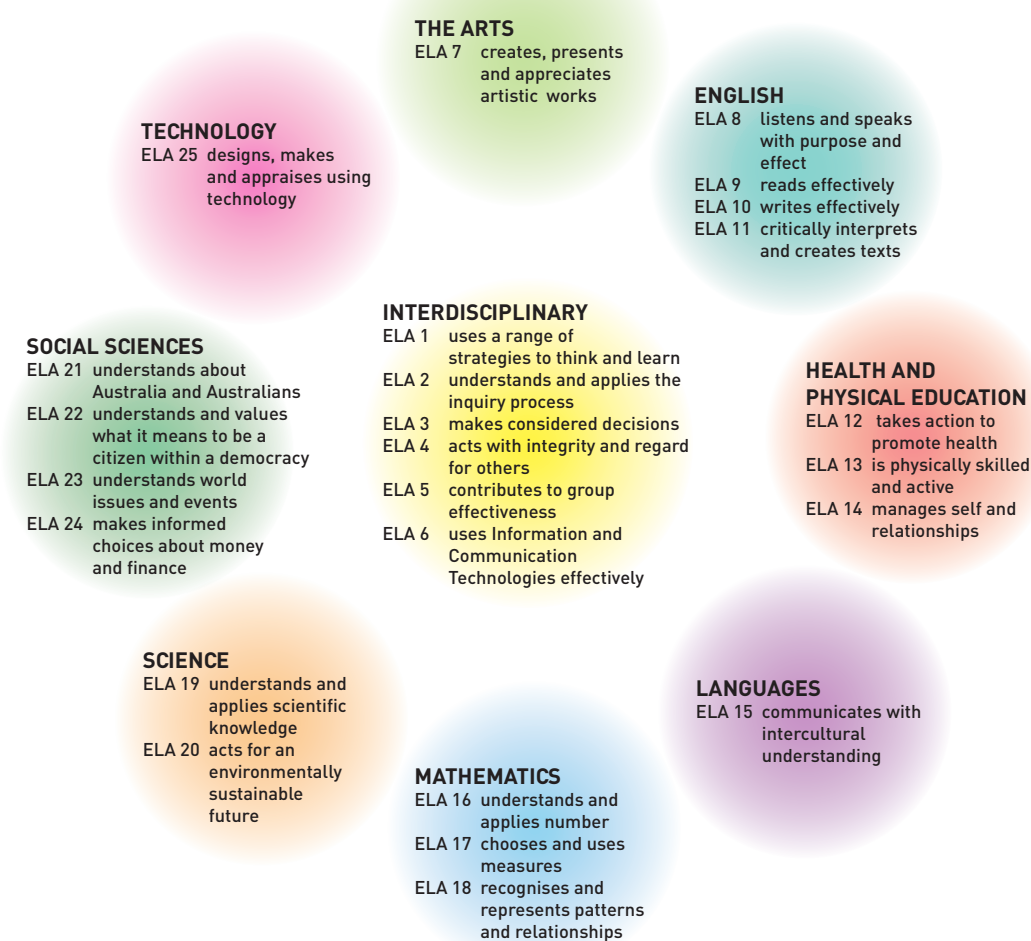 THE ARTS
ELA 7 creates, presents
and appreciates
artistic works
ENGLISH
ELA 8 listens and speaks
with purpose and
effect
ELA 9 reads effectively
ELA 10 writes effectively
ELA 11 critically interprets
and creates texts
TECHNOLOGY
ELA 25 designs, makes
and appraises using
technology
INTERDISCIPLINARY
ELA 1 uses a range of
strategies to think and learn
ELA 2 understands and applies the
inquiry process
ELA 3 makes considered decisions
ELA 4 acts with integrity and regard
for others
ELA 5 contributes to group
effectiveness
ELA 6 uses Information and
Communication
Technologies effectively
SOCIAL SCIENCES
ELA 21 understands about
Australia and Australians
ELA 22 understands and values
what it means to be a
citizen within a democracy
ELA 23 understands world
issues and events
ELA 24 makes informed
choices about money
and finance
HEALTH AND
PHYSICAL EDUCATION
ELA 12 takes action to
promote health
ELA 13 is physically skilled
and active
ELA 14 manages self and
relationships
SCIENCE
ELA 19 understands and
applies scientific
knowledge
ELA 20 acts for an
environmentally
sustainable
future
LANGUAGES
ELA 15 communicates with
intercultural
understanding
MATHEMATICS
ELA 16 understands and
applies number
ELA 17 chooses and uses
measures
ELA 18 recognises and
represents patterns
and relationships